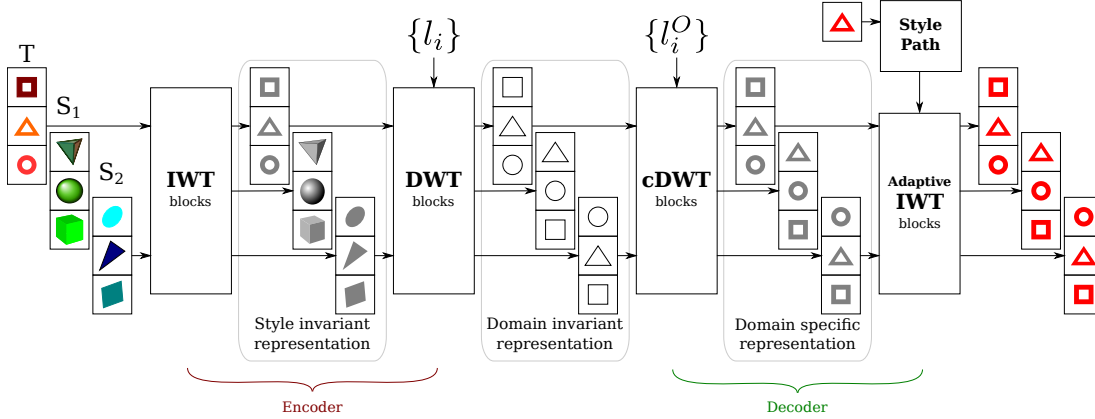 T
S₁
S₂
{lᵢ}
{lᵢᴼ}
Style
Path
IWT
blocks
DWT
blocks
cDWT
blocks
Adaptive
IWT
blocks
Style invariant
representation
Domain invariant
representation
Domain specific
representation
Encoder
Decoder